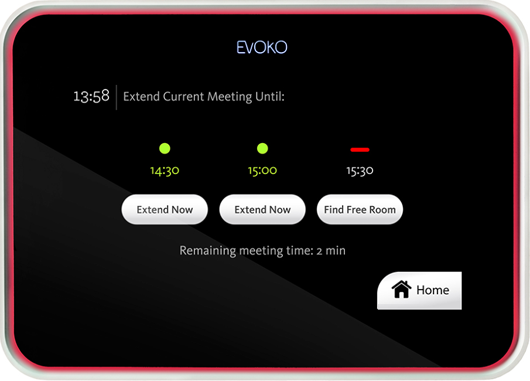 EVOKO
13:58 Extend Current Meeting Until:
14:30 15:00 15:30
Extend Now Extend Now Find Free Room
Remaining meeting time: 2 min
Home